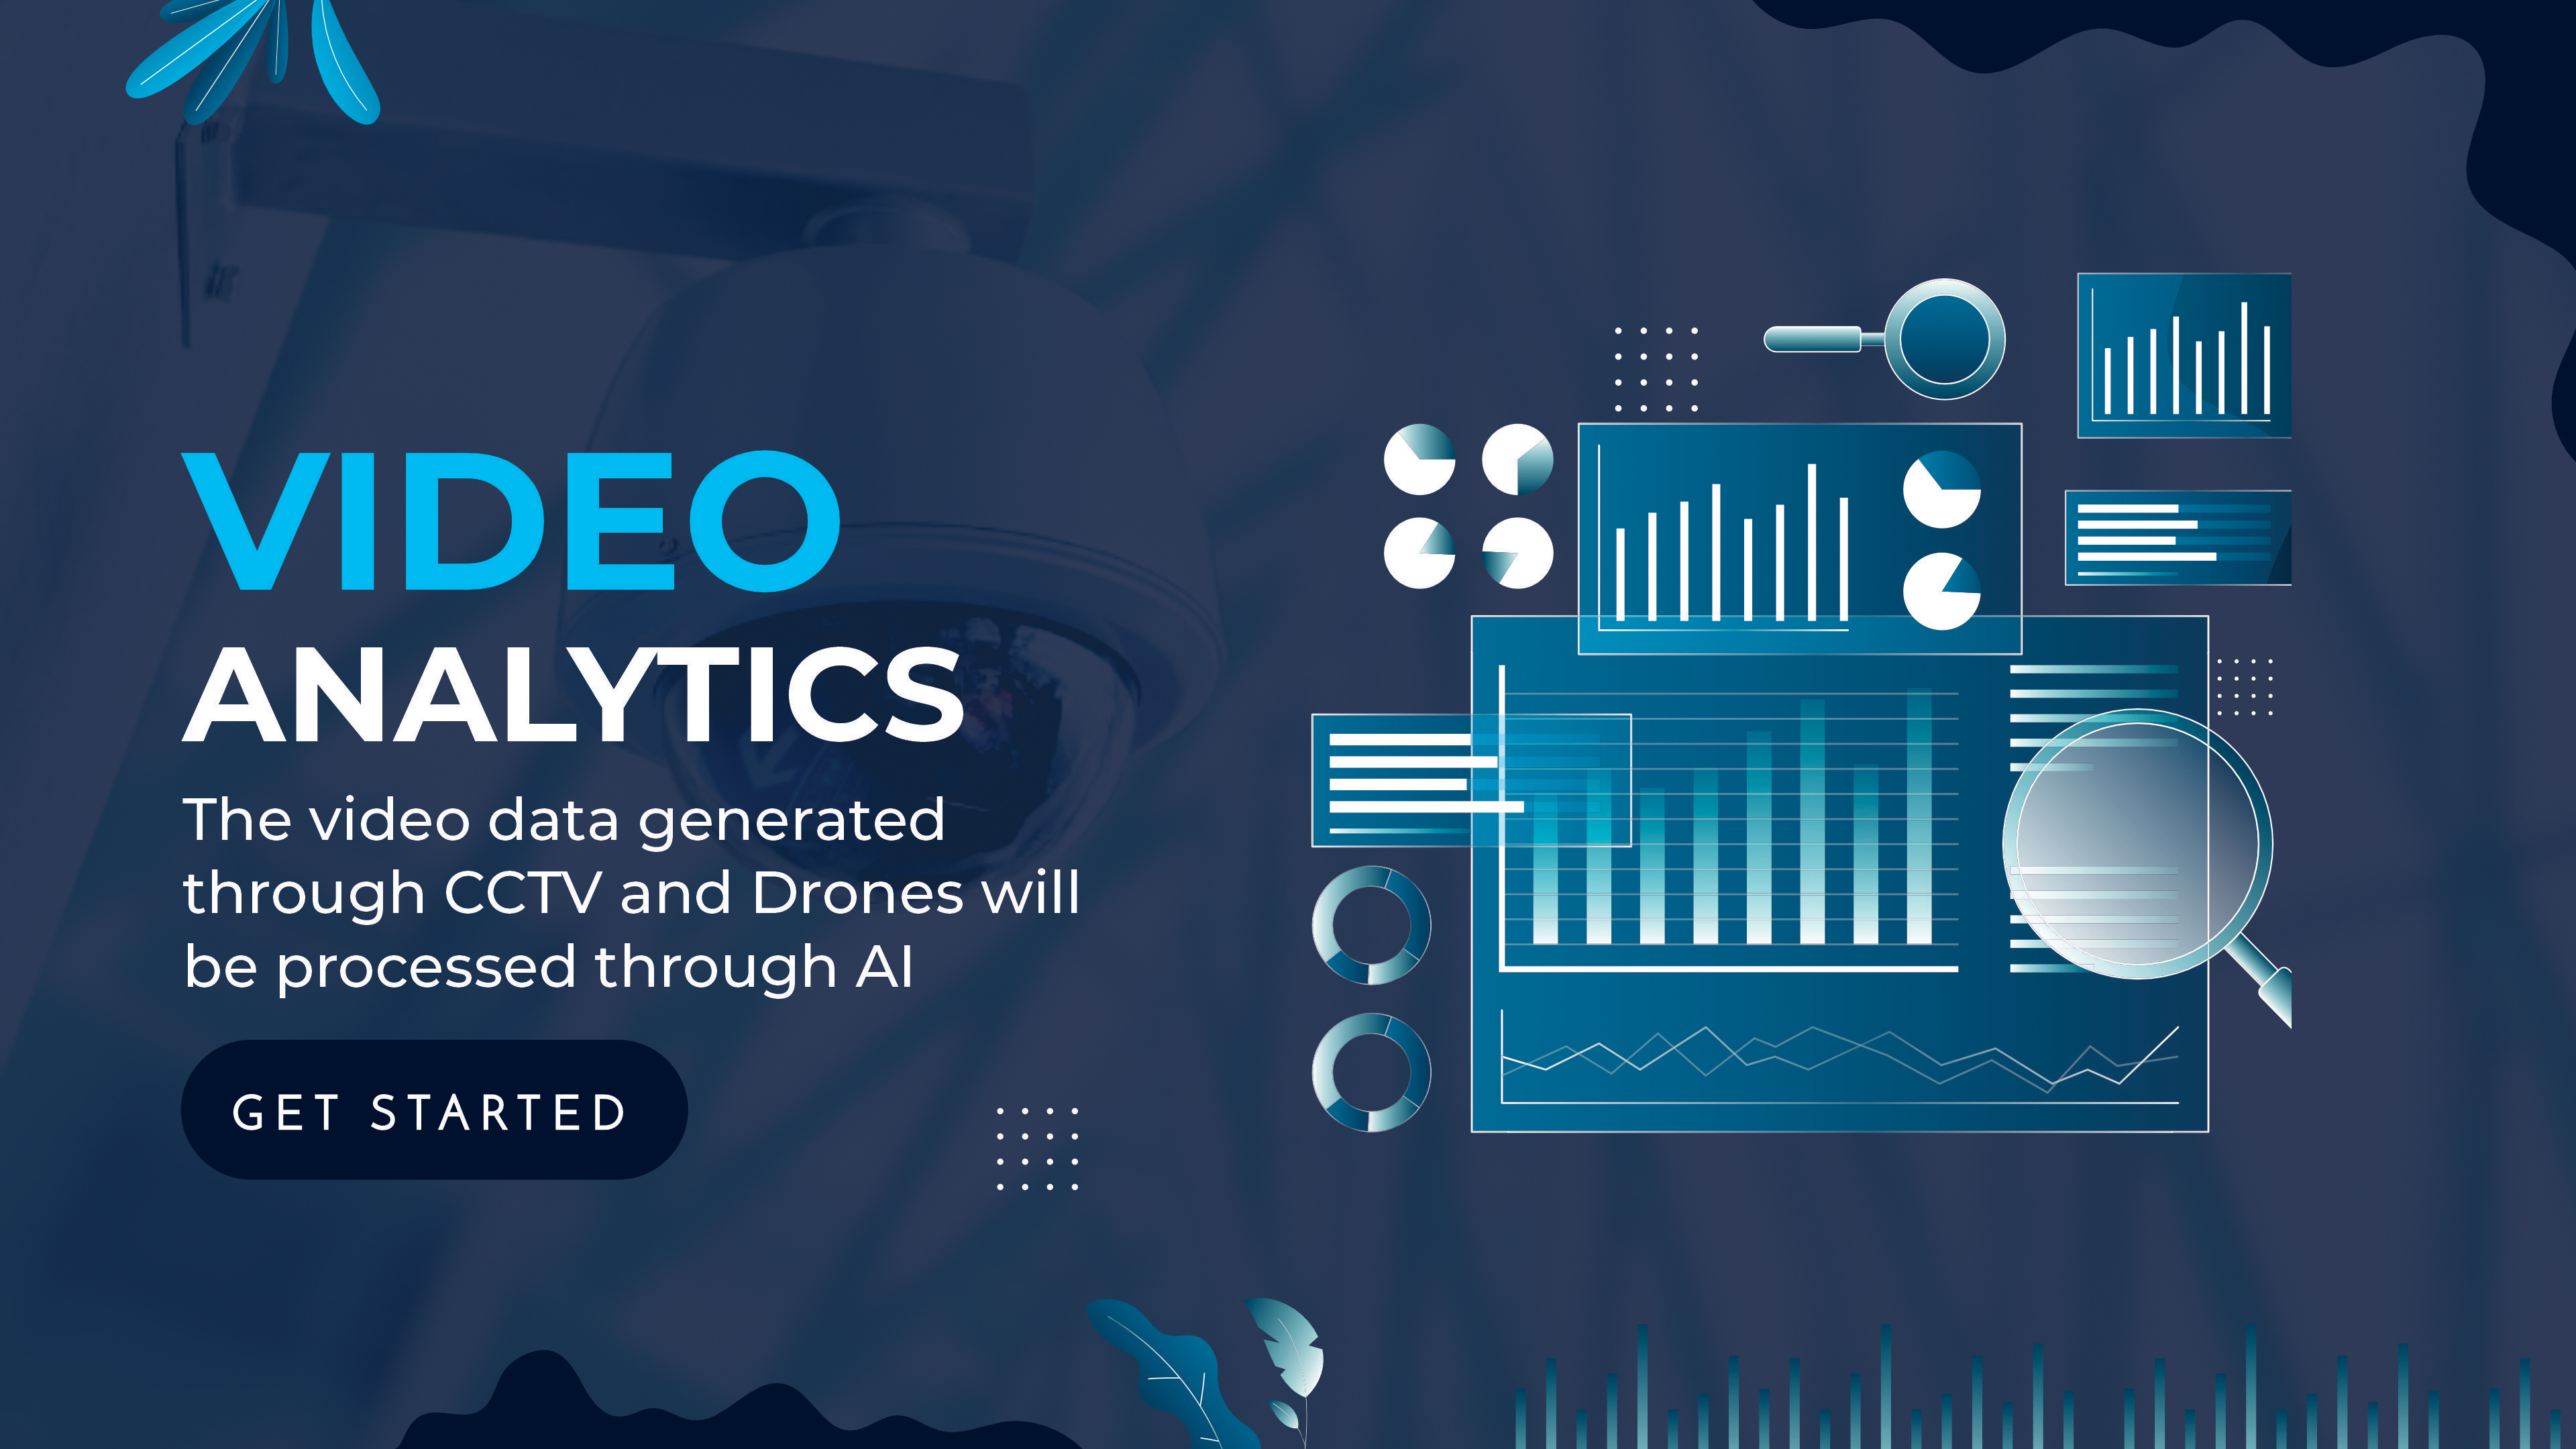 VIDEO
ANALYTICS
The video data generated
through CCTV and Drones will
be processed through AI
GET STARTED